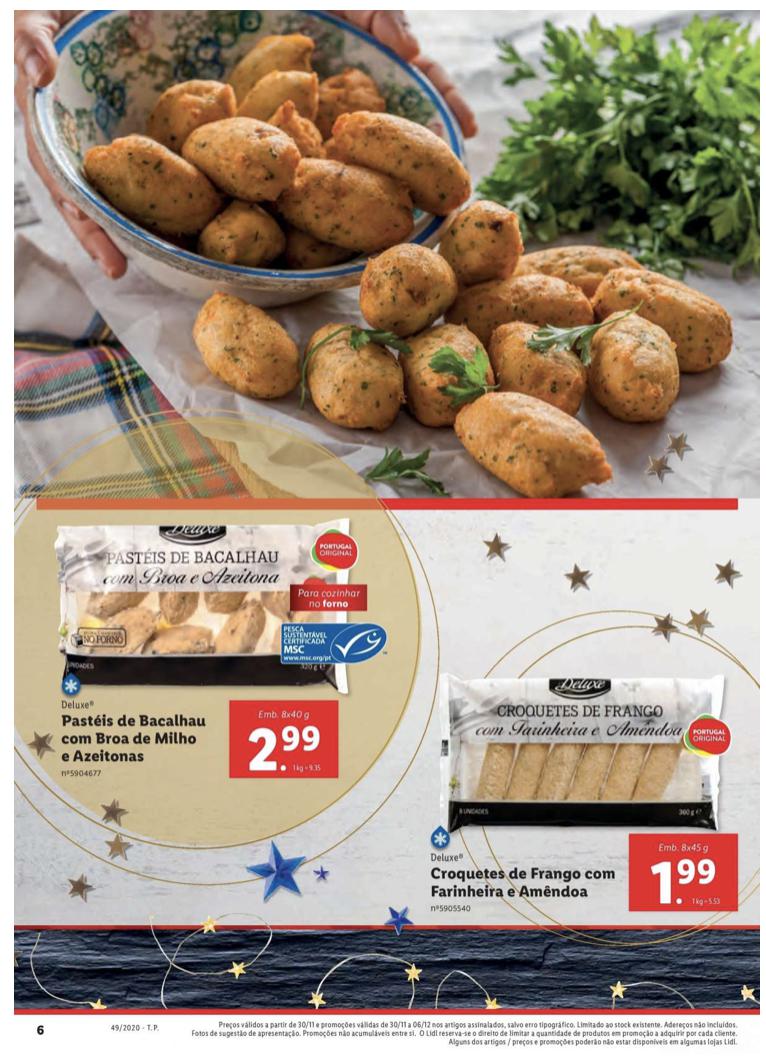 Deluxe
PASTÉIS DE BACALHAU
com Broa e Azeitona
PORTUGAL
ORIGINAL
Para cozinhar
no forno
NO FORNO
PESCA
SUSTENTÁVEL
CERTIFICADA
MSC
www.msc.org/pt
UNIDADES
320 g e
Deluxe®
Pastéis de Bacalhau
com Broa de Milho
e Azeitonas
nº5904677
Emb. 8x40 g
2.99
1 kg = 9.35
Deluxe
CROQUETES DE FRANGO
com Farinheira e Amêndoa
PORTUGAL
ORIGINAL
8 UNIDADES
360 g e
Deluxe®
Croquetes de Frango com
Farinheira e Amêndoa
nº5905540
Emb. 8x45 g
1.99
1 kg = 5.53
6
49/2020 - T.P.
Preços válidos a partir de 30/11 e promoções válidas de 30/11 a 06/12 nos artigos assinalados, salvo erro tipográfico. Limitado ao stock existente. Adereços não incluídos.
Fotos de sugestão de apresentação. Promoções não acumuláveis entre si. O Lidl reserva-se o direito de limitar a quantidade de produtos em promoção a adquirir por cada cliente.
Alguns dos artigos / preços e promoções poderão não estar disponíveis em algumas lojas Lidl.